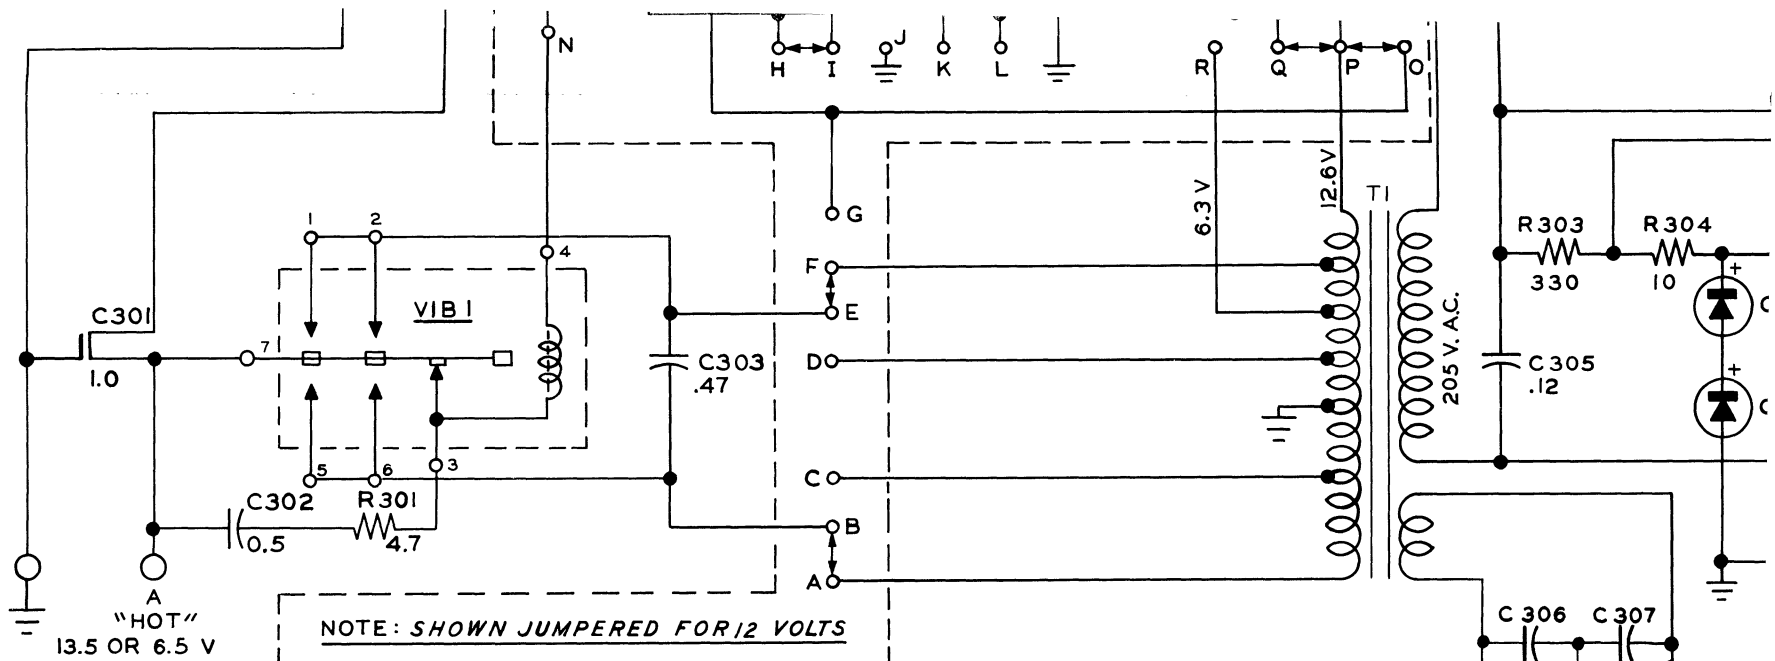 N
J
H I K L R Q P O
6.3 V
12.6V
T1
1 2
G
R303 R304
330 10
4
F
C301
VIB 1
E
205 V. A.C.
7
1.0
C303
.47
D
C305
.12
+
+
3
5 6
C
C302 R301
0.5 4.7
B
A
A
"HOT"
13.5 OR 6.5 V
NOTE: SHOWN JUMPERED FOR 12 VOLTS
C306 C307